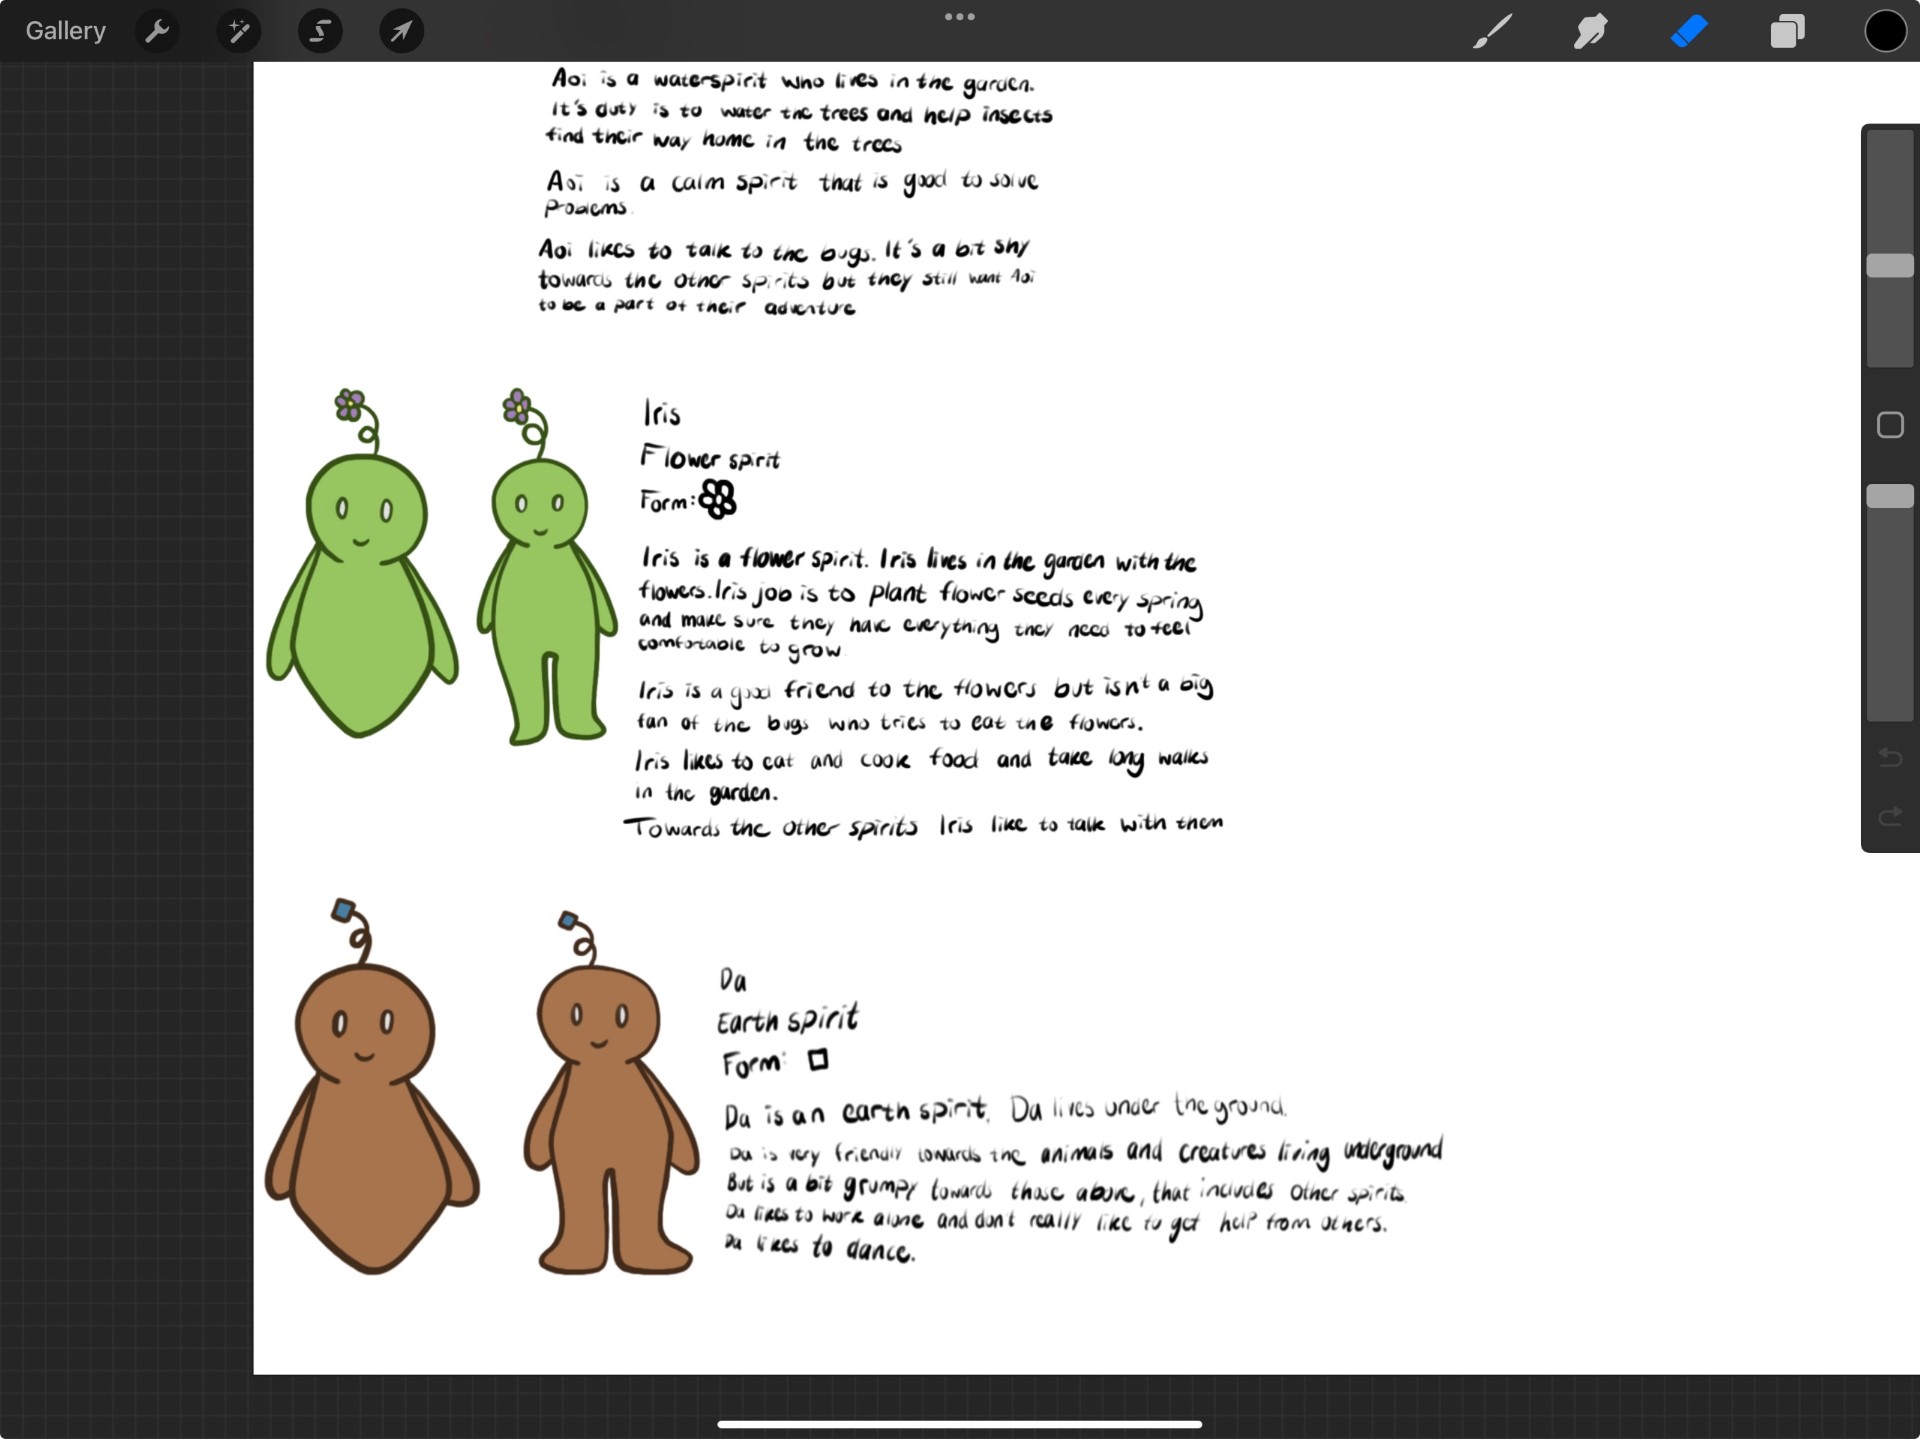 Gallery
Aoi is a waterspirit who lives in the garden.
It's duty is to water the trees and help insects
find their way home in the trees
Aoi is a calm spirit that is good to solve
Problems.
Aoi likes to talk to the bugs. It's a bit shy
towards the other spirits but they still want Aoi
to be a part of their adventure
Iris
Flower spirit
Form:
Iris is a flower spirit. Iris lives in the garden with the
flowers. Iris job is to plant flower seeds every spring
and make sure they have everything they need to feel
comfortable to grow.
Iris is a good friend to the flowers but isn't a big
fan of the bugs who tries to eat the flowers.
Iris likes to eat and cook food and take long walks
in the garden.
Towards the other spirits Iris like to talk with them
Da
Earth spirit
Form:
Da is an earth spirit. Da lives under the ground.
Da is very friendly towards the animals and creatures living underground
But is a bit grumpy towards those above, that includes other spirits.
Da likes to work alone and don't really like to get help from others.
Da likes to dance.